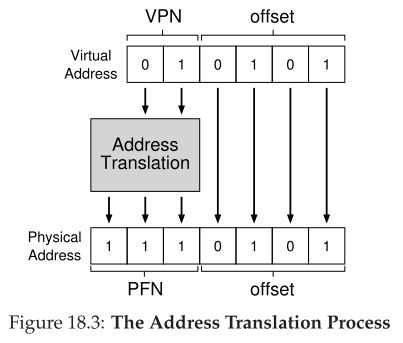 VPN offset
Virtual
Address
0 1 0 1 0 1
Address
Translation
Physical
Address
1 1 1 0 1 0 1
PFN offset
Figure 18.3: The Address Translation Process